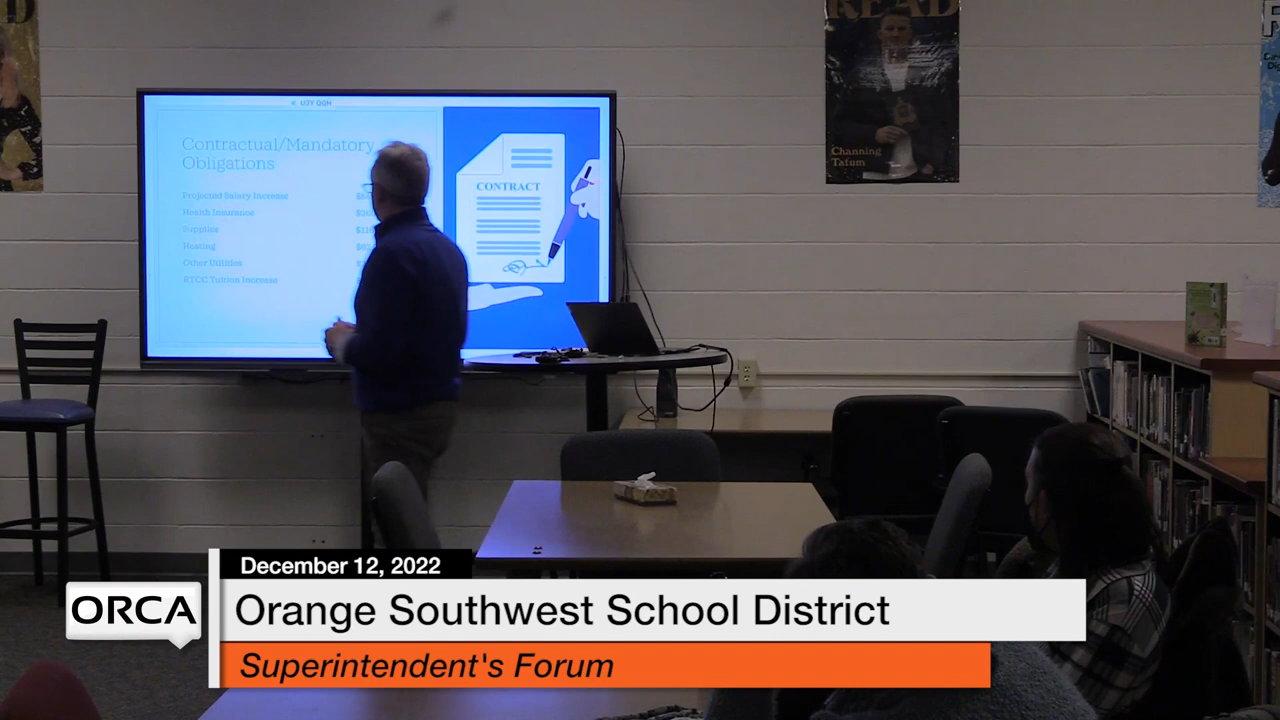 READ
Channing
Tatum
Contractual/Mandatory
Obligations
Projected Salary Increase
Health Insurance
Supplies
Hosting
Other Utilities
RTCC Tuition Increase
CONTRACT
December 12, 2022
ORCA
Orange Southwest School District
Superintendent's Forum